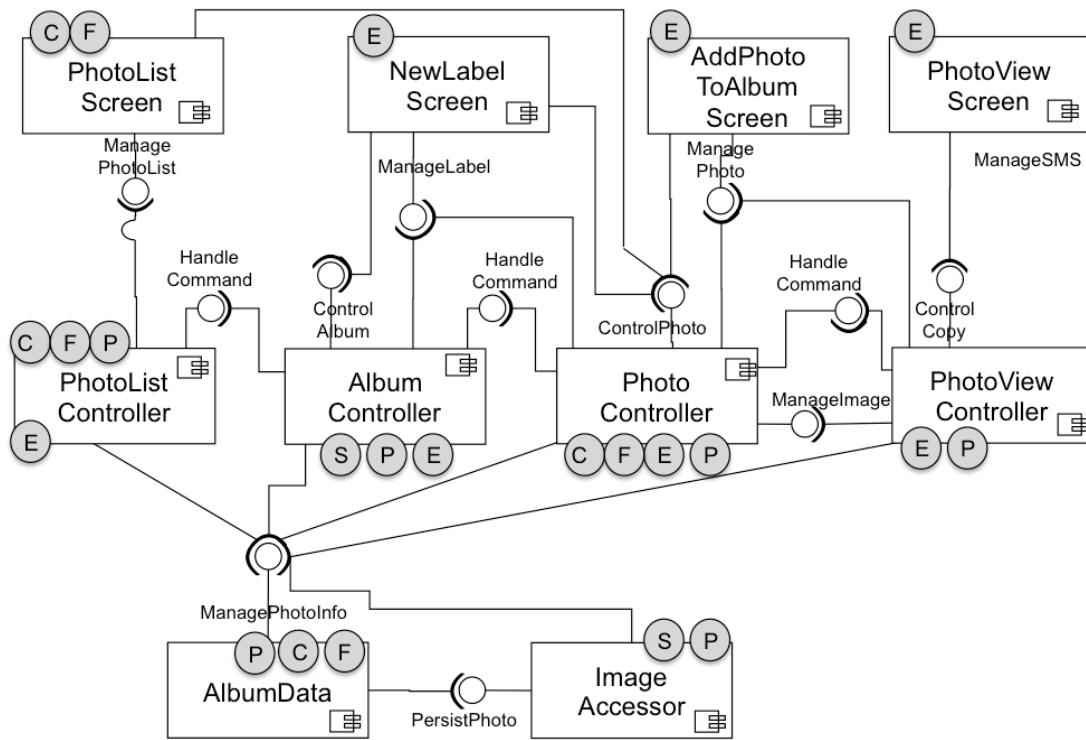 C F
E
E
E
PhotoList
Screen
NewLabel
Screen
AddPhoto
ToAlbum
Screen
PhotoView
Screen
Manage
PhotoList
ManageLabel
Manage
Photo
ManageSMS
Handle
Command
Control
Album
Handle
Command
ControlPhoto
Handle
Command
Control
Copy
C F P
PhotoList
Controller
E
Album
Controller
S P E
Photo
Controller
C F E P
ManageImage
PhotoView
Controller
E P
ManagePhotoInfo
P C F
AlbumData
PersistPhoto
S P
Image
Accessor